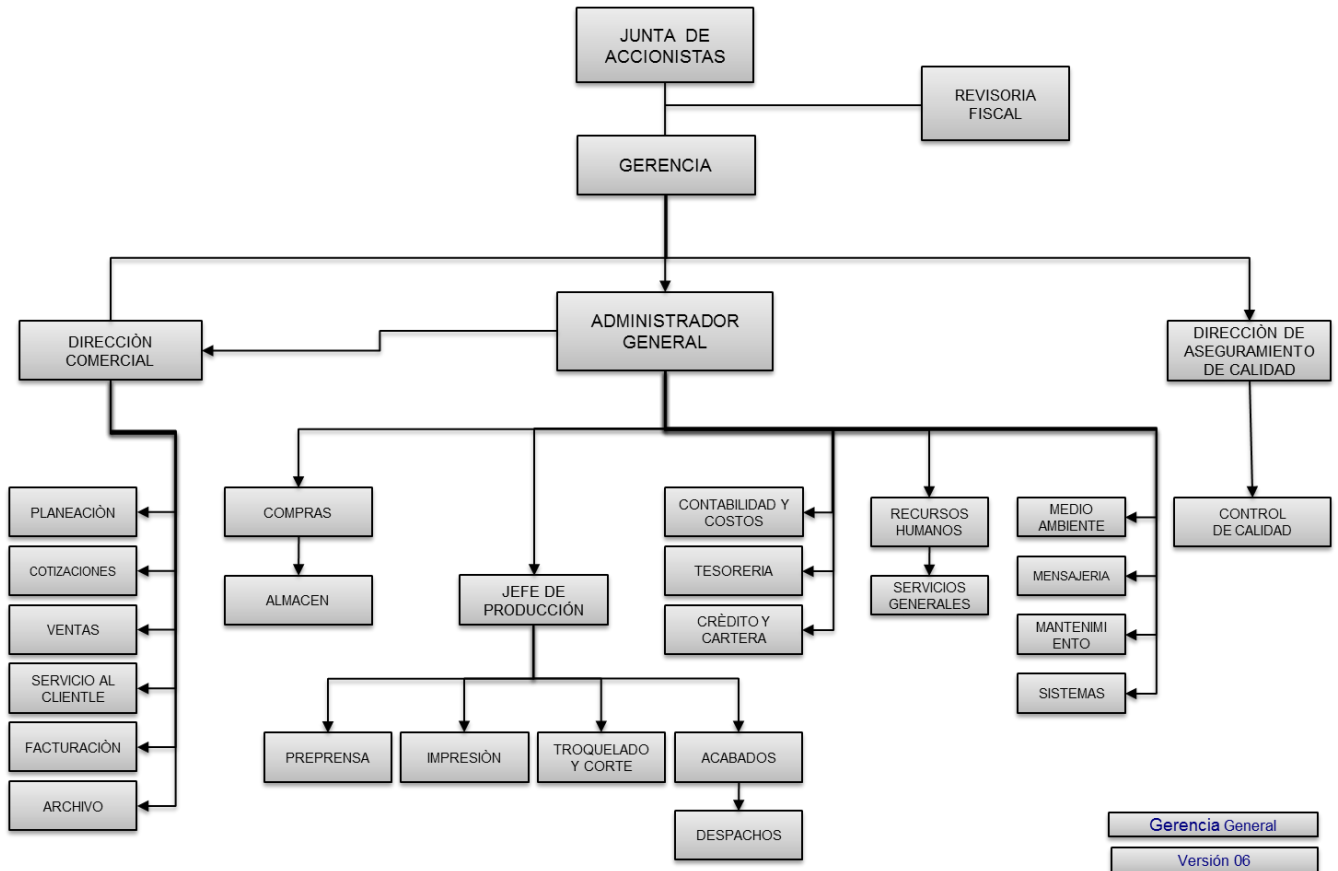 JUNTA DE
ACCIONISTAS
REVISORIA
FISCAL
GERENCIA
ADMINISTRADOR
GENERAL
DIRECCIÒN
COMERCIAL
DIRECCIÒN DE
ASEGURAMIENTO
DE CALIDAD
PLANEACIÒN
COTIZACIONES
VENTAS
SERVICIO AL
CLIENTLE
FACTURACIÒN
ARCHIVO
COMPRAS
ALMACEN
JEFE DE
PRODUCCIÓN
PREPRENSA
IMPRESIÒN
TROQUELADO
Y CORTE
ACABADOS
DESPACHOS
CONTABILIDAD Y
COSTOS
TESORERIA
CRÈDITO Y
CARTERA
RECURSOS
HUMANOS
SERVICIOS
GENERALES
MEDIO
AMBIENTE
MENSAJERIA
MANTENIMI
ENTO
SISTEMAS
CONTROL
DE CALIDAD
Gerencia General
Versión 06